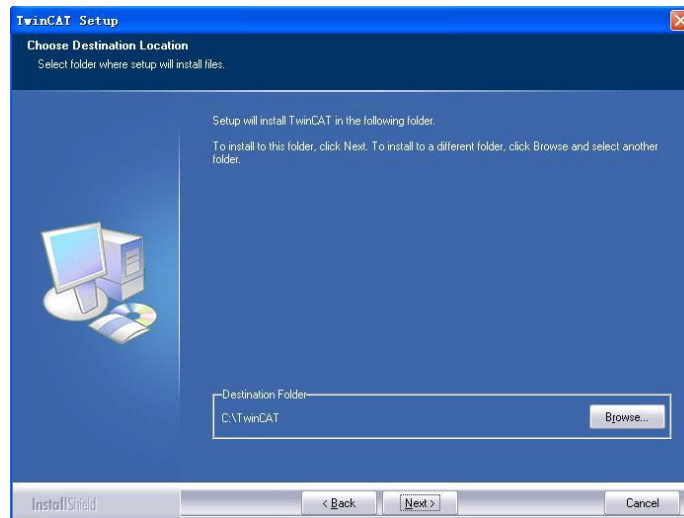 TwinCAT Setup
Choose Destination Location
Select folder where setup will install files.
Setup will install TwinCAT in the following folder.
To install to this folder, click Next. To install to a different folder, click Browse and select another
folder.
Destination Folder
C:\TwinCAT
Browse...
InstallShield
< Back
Next >
Cancel